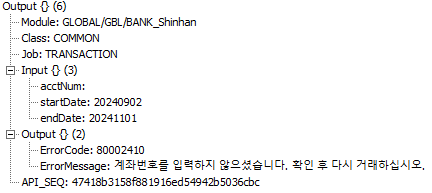 Output {} (6)
Module: GLOBAL/GBL/BANK_Shinhan
Class: COMMON
Job: TRANSACTION
Input {} (3)
acctNum:
startDate: 20240902
endDate: 20241101
Output {} (2)
ErrorCode: 80002410
ErrorMessage: 계좌번호를 입력하지 않으셨습니다. 확인 후 다시 거래하십시오.
API_SEQ: 47418b3158f881916ed54942b5036cbc